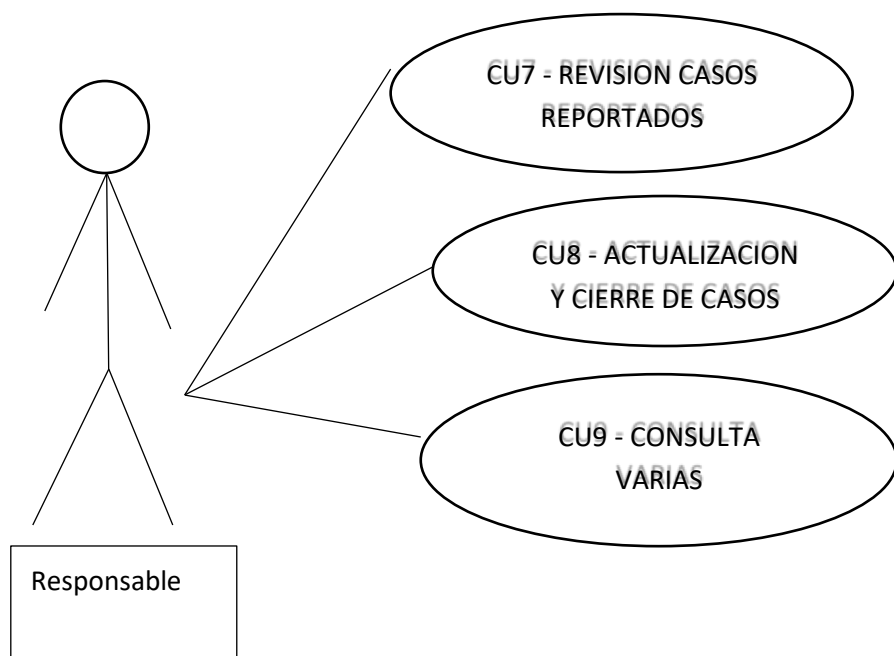 CU7 - REVISION CASOS
REPORTADOS
CU8 - ACTUALIZACION
Y CIERRE DE CASOS
CU9 - CONSULTA
VARIAS
Responsable